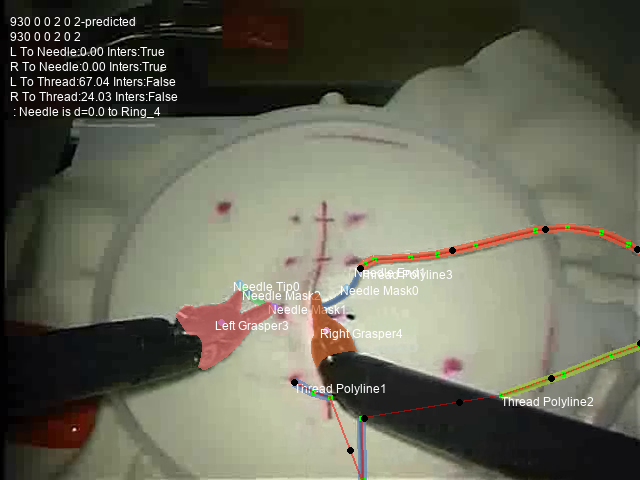 930 0 0 2 0 2-predicted
930 0 0 2 0 2
L To Needle:0.00 Inters:True
R To Needle:0.00 Inters:True
L To Thread:67.04 Inters:False
R To Thread:24.03 Inters:False
: Needle is d=0.0 to Ring_4
Needle End1
Thread Polyline3
Needle Tip0
Needle Mask0
Needle Mask
Needle Mask1
Left Grasper3
Right Grasper4
Thread Polyline1
Thread Polyline2